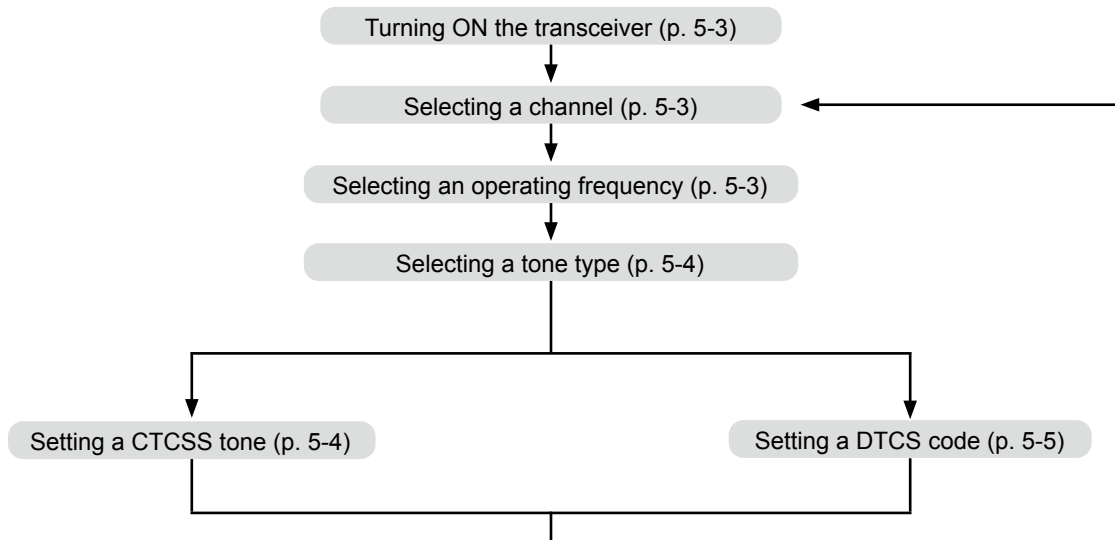 Turning ON the transceiver (p. 5-3)
Selecting a channel (p. 5-3)
Selecting an operating frequency (p. 5-3)
Selecting a tone type (p. 5-4)
Setting a CTCSS tone (p. 5-4)
Setting a DTCS code (p. 5-5)